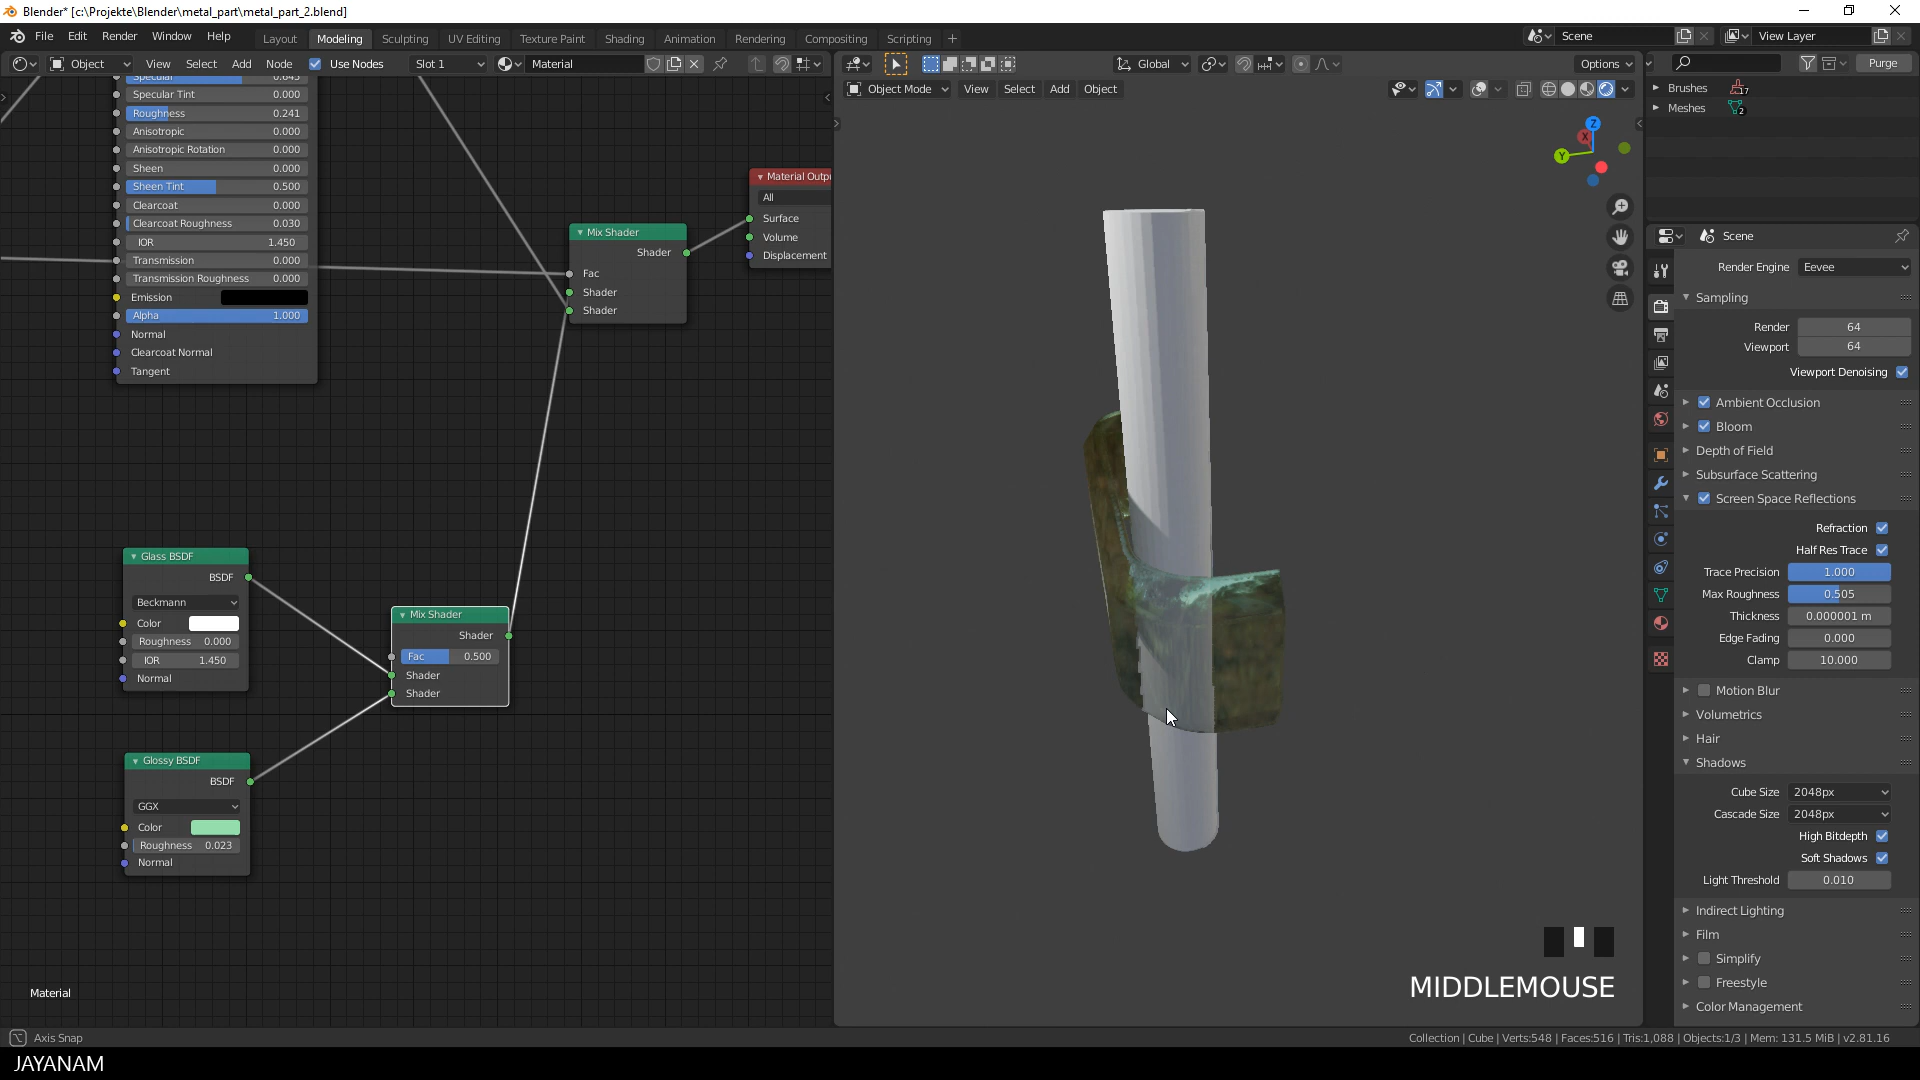 Blender* [c:\Projekte\Blender\metal_part\metal_part_2.blend]
File Edit Render Window Help Layout Modeling Sculpting UV Editing Texture Paint Shading Animation Rendering Compositing Scripting Scene View Layer
Object View Select Add Node Use Nodes Slot 1 Material Global Options Purge
Object Mode View Select Add Object
Specular 0.645
Specular Tint 0.000
Roughness 0.241
Anisotropic 0.000
Anisotropic Rotation 0.000
Sheen 0.000
Sheen Tint 0.500
Clearcoat 0.000
Clearcoat Roughness 0.030
IOR 1.450
Transmission 0.000
Transmission Roughness 0.000
Emission
Alpha 1.000
Normal
Clearcoat Normal
Tangent
Mix Shader
Shader
Fac
Shader
Shader
Material Outpu
All
Surface
Volume
Displacement
Glass BSDF
BSDF
Beckmann
Color
Roughness 0.000
IOR 1.450
Normal
Mix Shader
Shader
Fac 0.500
Shader
Shader
Glossy BSDF
BSDF
GGX
Color
Roughness 0.023
Normal
Material
Z
X
Y
MIDDLEMOUSE
Brushes 17
Meshes 2
Scene
Render Engine Eevee
Sampling
Render 64
Viewport 64
Viewport Denoising
Ambient Occlusion
Bloom
Depth of Field
Subsurface Scattering
Screen Space Reflections
Refraction
Half Res Trace
Trace Precision 1.000
Max Roughness 0.505
Thickness 0.000001 m
Edge Fading 0.000
Clamp 10.000
Motion Blur
Volumetrics
Hair
Shadows
Cube Size 2048px
Cascade Size 2048px
High Bitdepth
Soft Shadows
Light Threshold 0.010
Indirect Lighting
Film
Simplify
Freestyle
Color Management
Axis Snap
Collection | Cube | Verts:548 | Faces:516 | Tris:1,088 | Objects:1/3 | Mem: 131.5 MiB | v2.81.16
JAYANAM